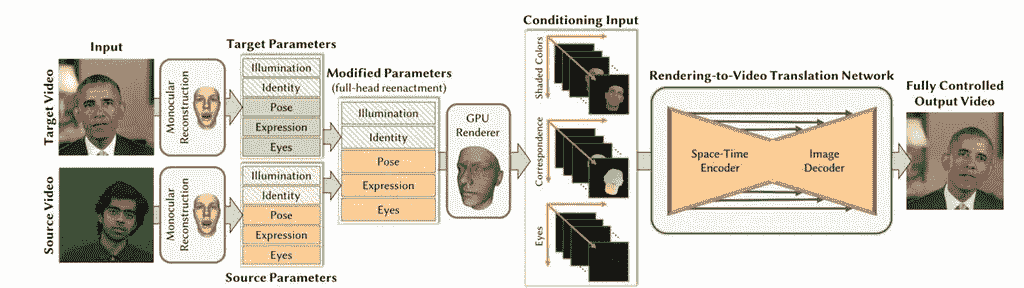 Input
Target Video
Monocular
Reconstruction
Target Parameters
Illumination
Identity
Pose
Expression
Eyes
Source Video
Monocular
Reconstruction
Illumination
Identity
Pose
Expression
Eyes
Source Parameters
Modified Parameters
(full-head reenactment)
Illumination
Identity
Pose
Expression
Eyes
GPU
Renderer
Conditioning Input
Shaded Colors
Correspondence
Eyes
Rendering-to-Video Translation Network
Space-Time
Encoder
Image
Decoder
Fully Controlled
Output Video